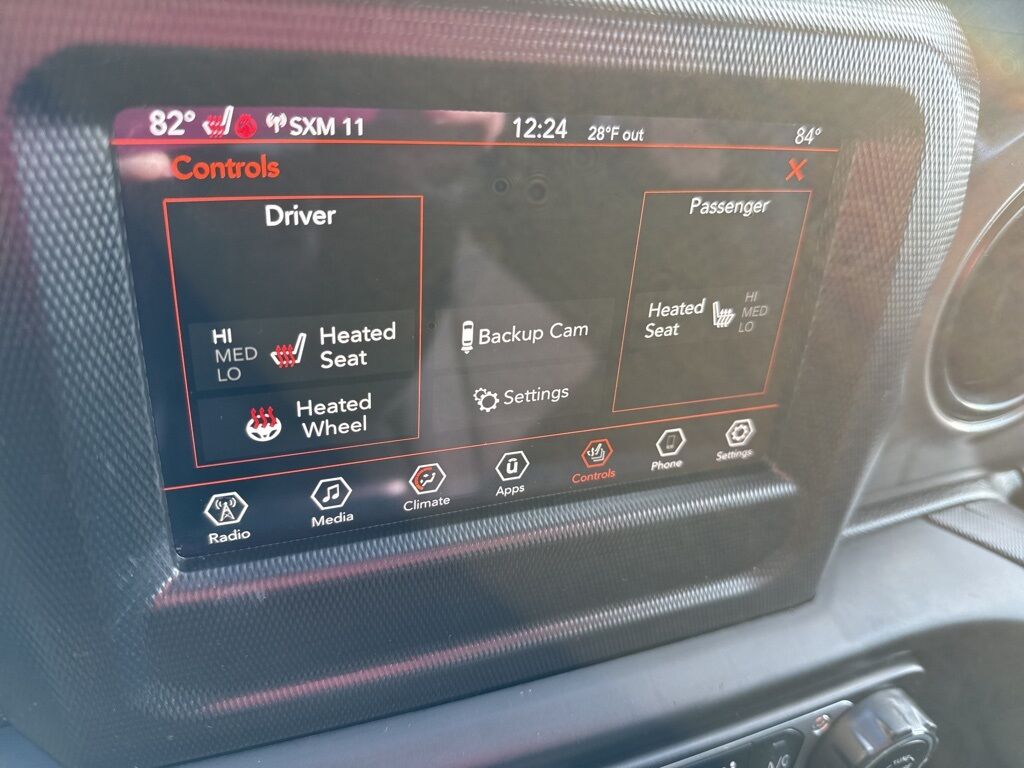 82° SXM 11 12:24 28°F out 84°
Controls X
Driver
HI
MED
LO
Heated
Seat
Heated
Wheel
Backup Cam
Settings
Passenger
Heated
Seat
HI
MED
LO
Radio
Media
Climate
Apps
Controls
Phone
Settings
A/C